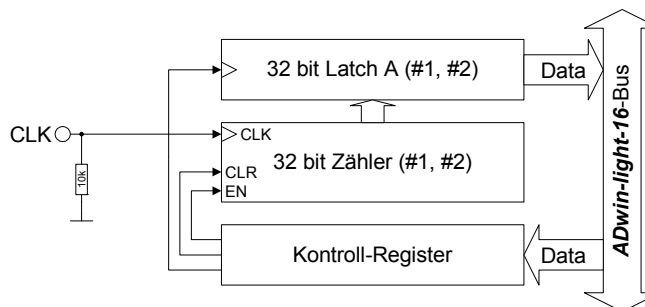 32 bit Latch A (#1, #2)
Data
CLK
CLK
32 bit Zähler (#1, #2)
CLR
EN
10k
Kontroll-Register
Data
ADwin-light-16-Bus